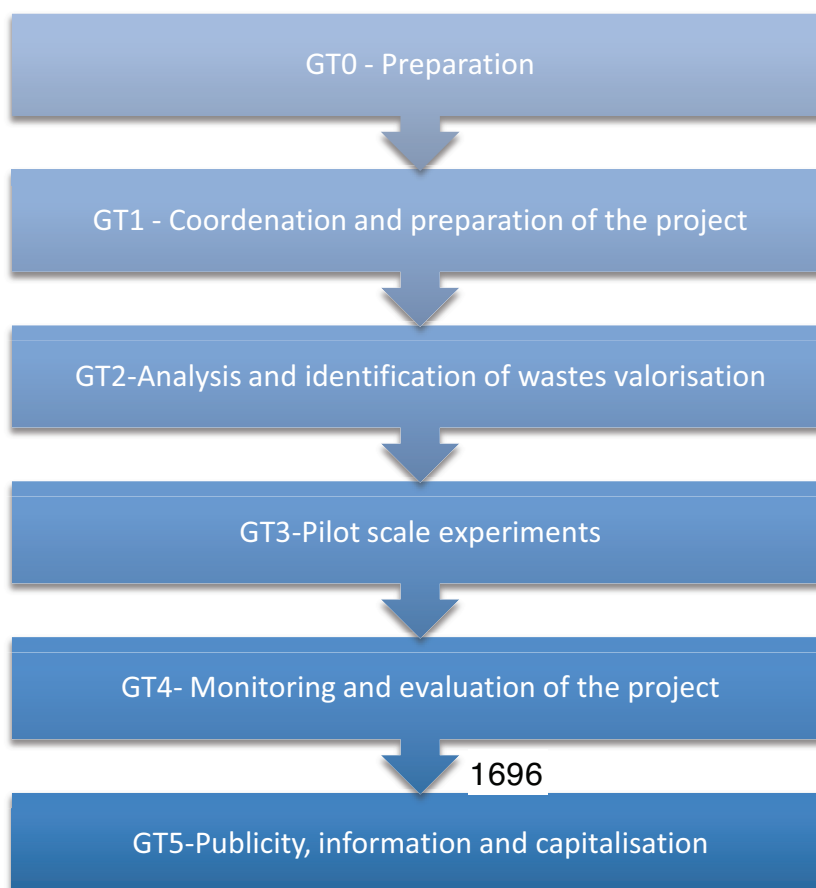 GT0 - Preparation
GT1 - Coordenation and preparation of the project
GT2-Analysis and identification of wastes valorisation
GT3-Pilot scale experiments
GT4- Monitoring and evaluation of the project
1696
GT5-Publicity, information and capitalisation